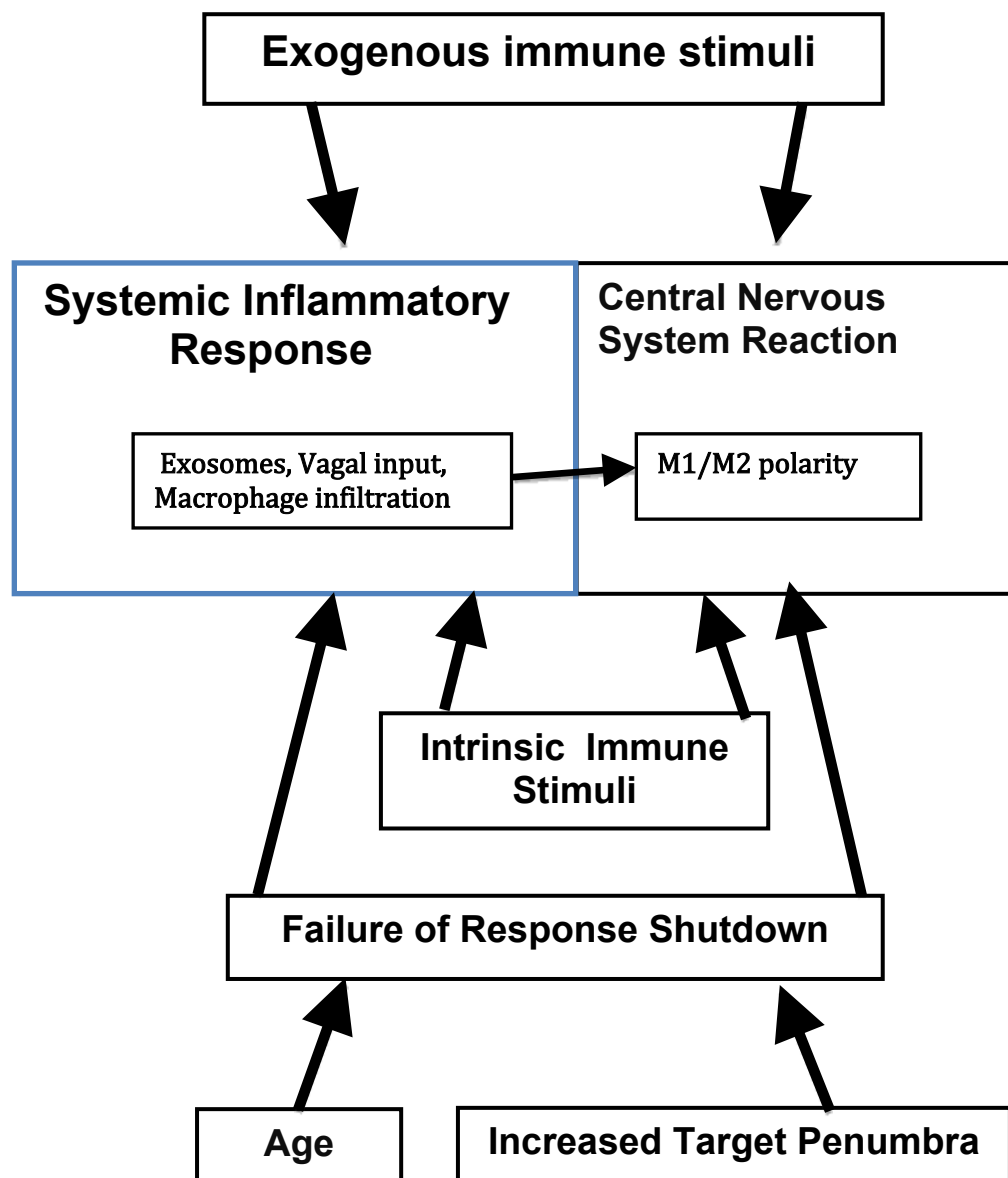 Exogenous immune stimuli
Systemic Inflammatory
Response
Central Nervous
System Reaction
Exosomes, Vagal input,
Macrophage infiltration
M1/M2 polarity
Intrinsic Immune
Stimuli
Failure of Response Shutdown
Age
Increased Target Penumbra